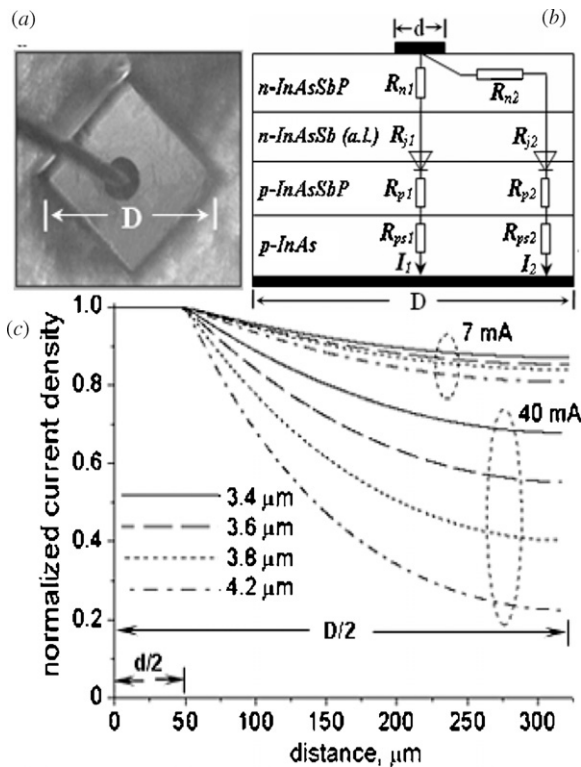 (a)
D
(b)
d
n-InAsSbP
R_n1
R_n2
n-InAsSb (a.l.)
R_j1
R_j2
p-InAsSbP
R_p1
R_p2
p-InAs
R_ps1
R_ps2
I_1
I_2
D
(c)
normalized current density
1.0
0.8
0.6
0.4
0.2
0
7 mA
40 mA
3.4 μm
3.6 μm
3.8 μm
4.2 μm
D/2
d/2
0
50
100
150
200
250
300
distance, μm